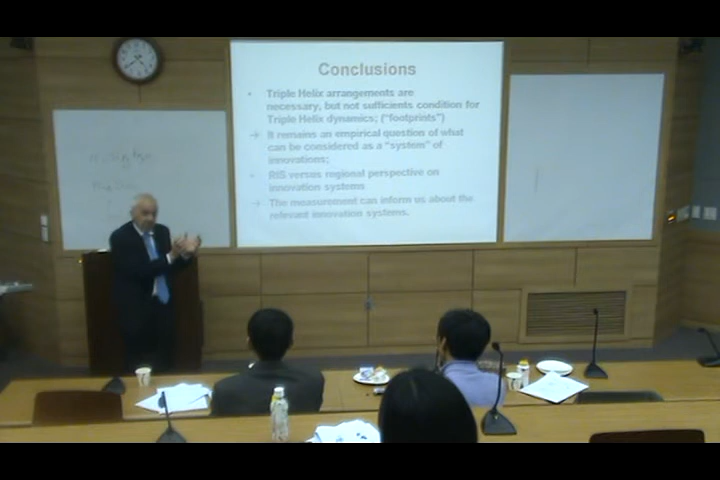 Conclusions
• Triple Helix arrangements are
necessary, but not sufficients condition for
Triple Helix dynamics; ("footprints")
→ It remains an empirical question of what
can be considered as a "system" of
innovations;
• RIS versus regional perspective on
innovation systems
→ The measurement can inform us about the
relevant innovation systems.